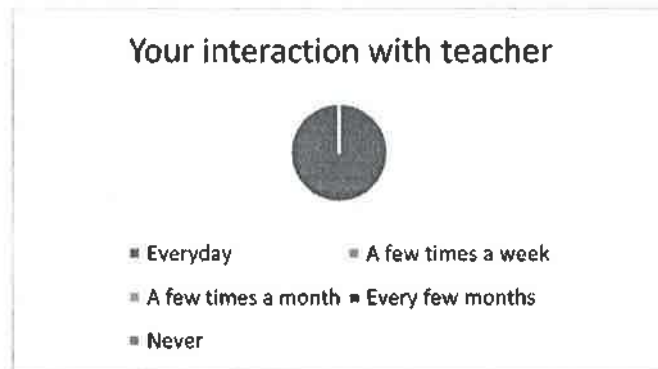 Your interaction with teacher
Everyday A few times a week
A few times a month Every few months
Never